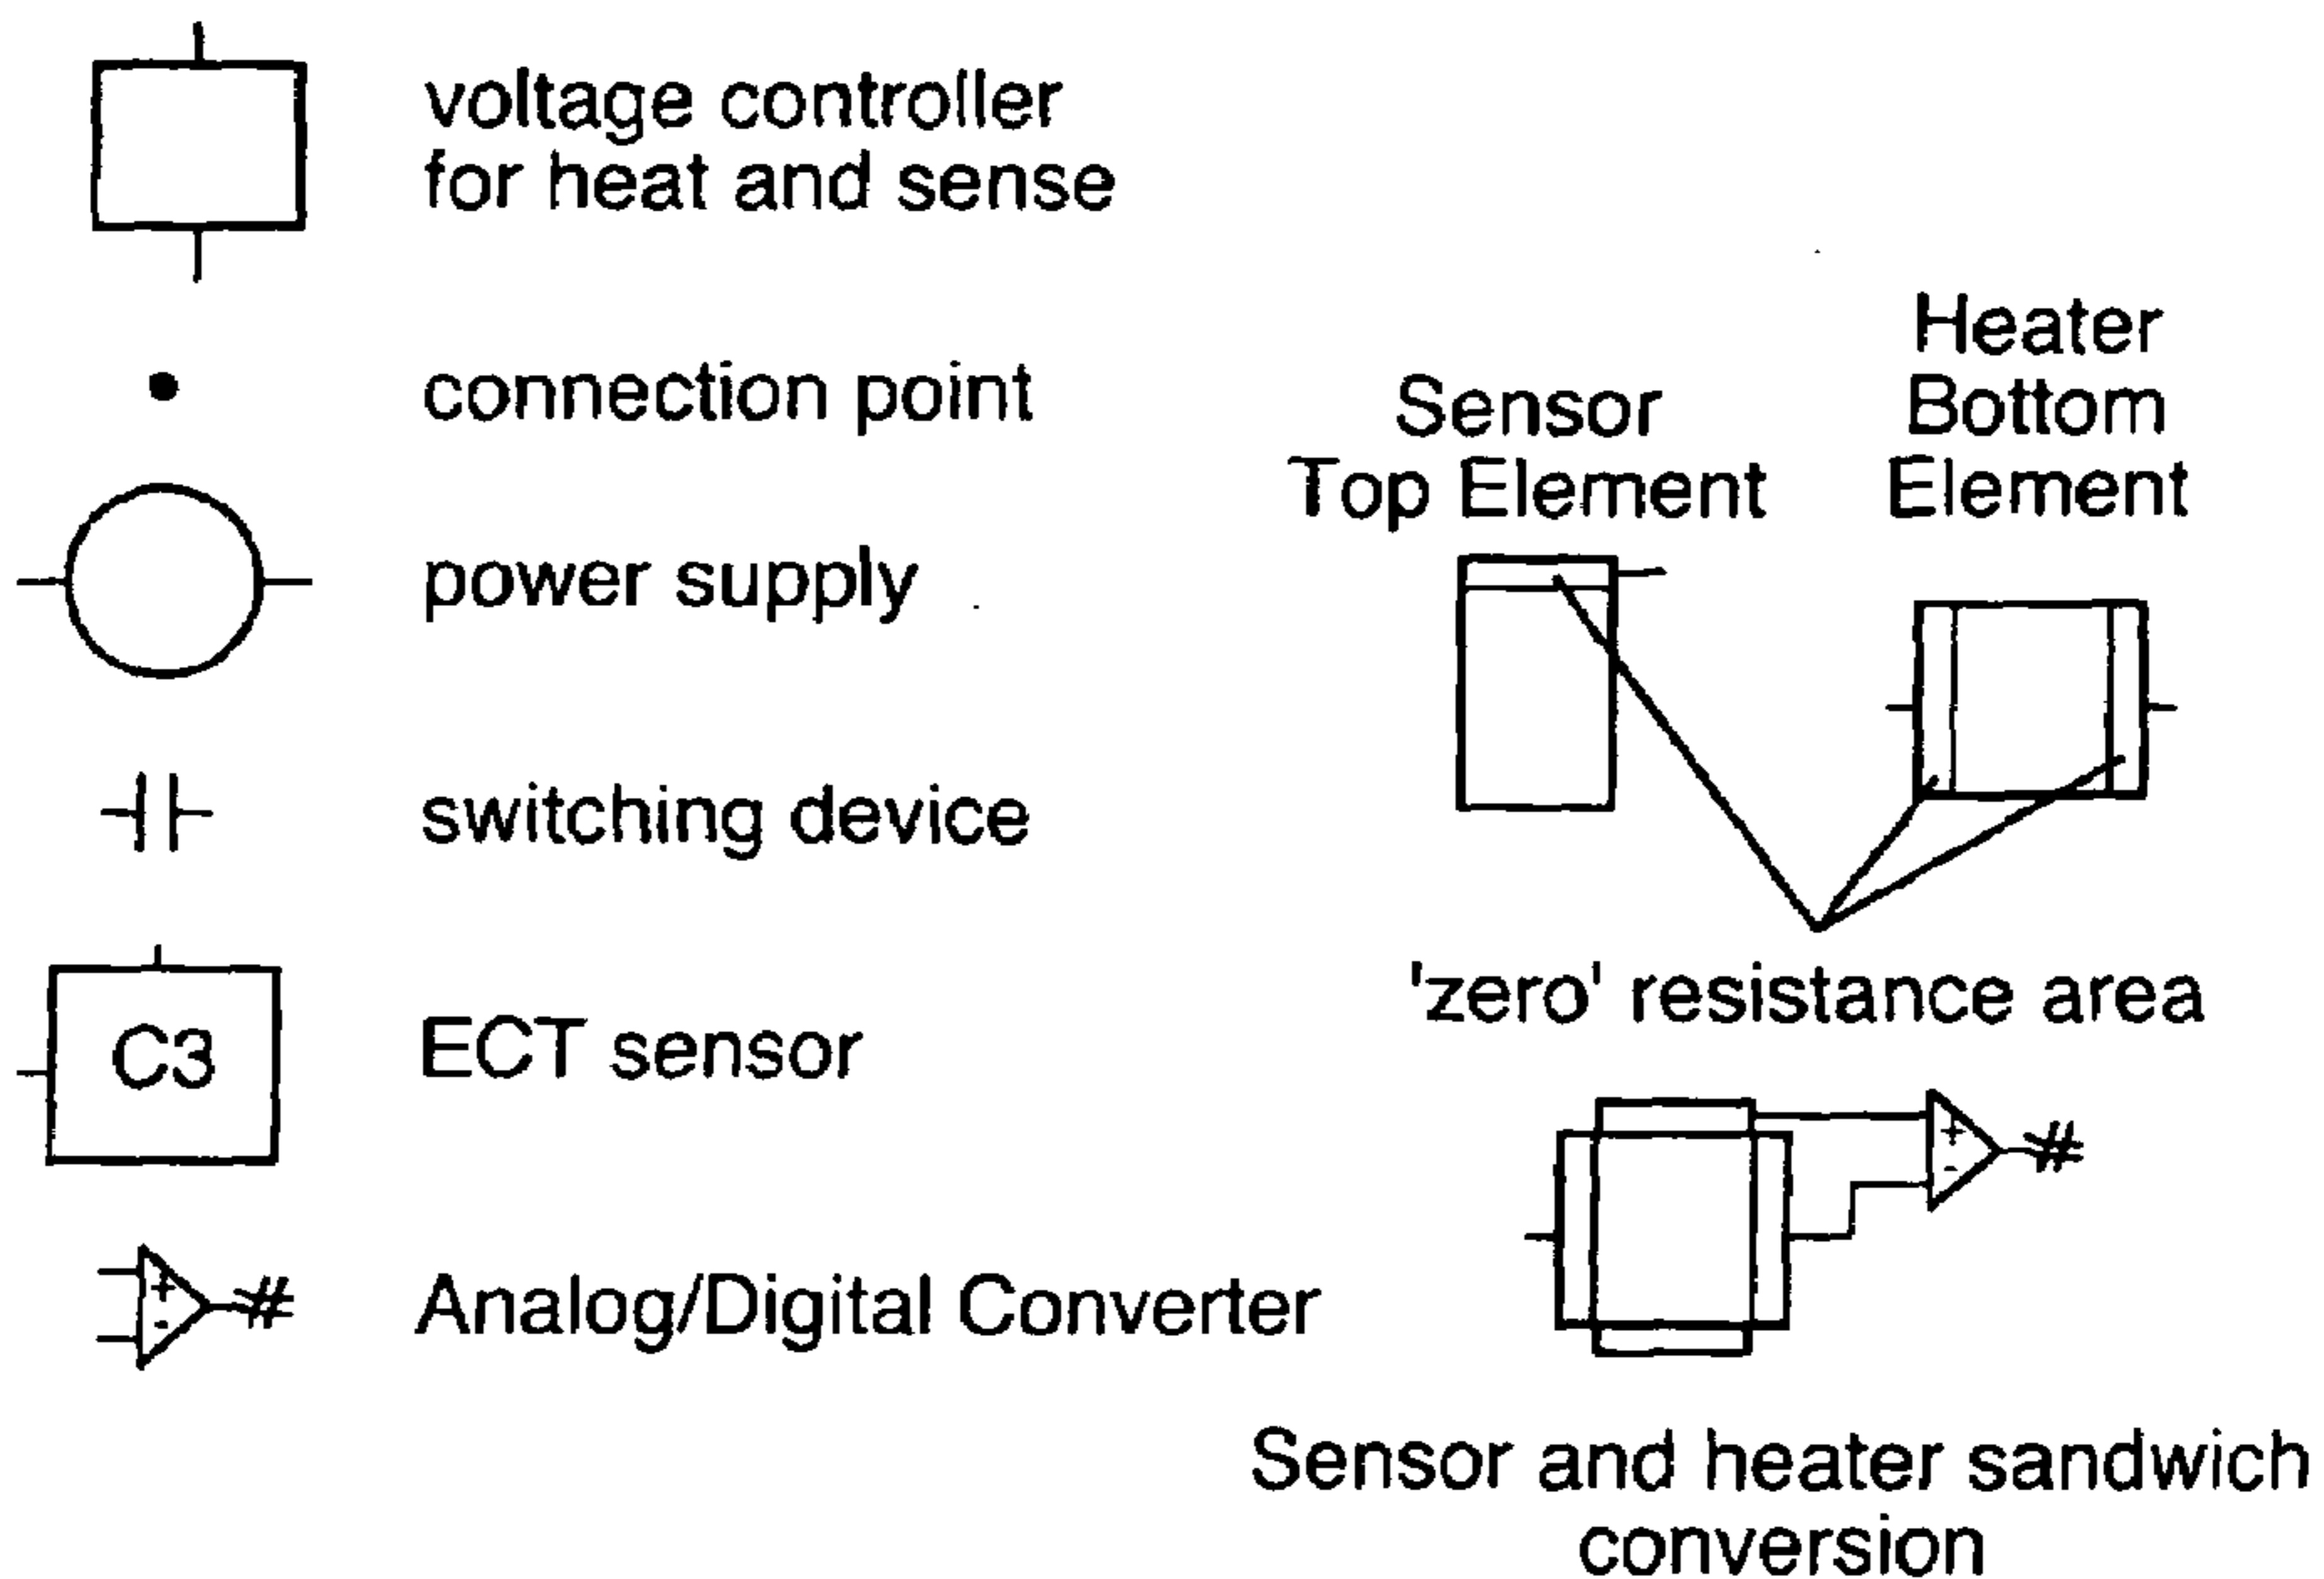 voltage controller
for heat and sense
connection point
power supply
switching device
C3
ECT sensor
+
-
#
Analog/Digital Converter
Sensor
Top Element
Heater
Bottom
Element
'zero' resistance area
+
-
#
Sensor and heater sandwich
conversion